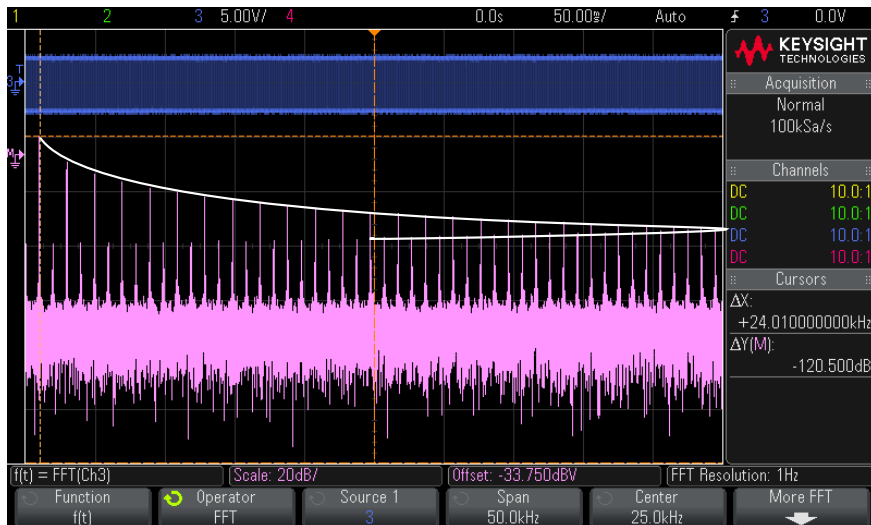 1 2 3 5.00V/ 4 0.0s 50.00ms/ Auto 3 0.0V
KEYSIGHT
TECHNOLOGIES
Acquisition
Normal
100kSa/s
Channels
DC 10.0:1
DC 10.0:1
DC 10.0:1
DC 10.0:1
Cursors
ΔX:
+24.010000000kHz
ΔY(M):
-120.500dB
T
3
M
f(t) = FFT(Ch3) Scale: 20dB/ Offset: -33.750dBV FFT Resolution: 1Hz
Function Operator Source 1 Span Center More FFT
f(t) FFT 3 50.0kHz 25.0kHz